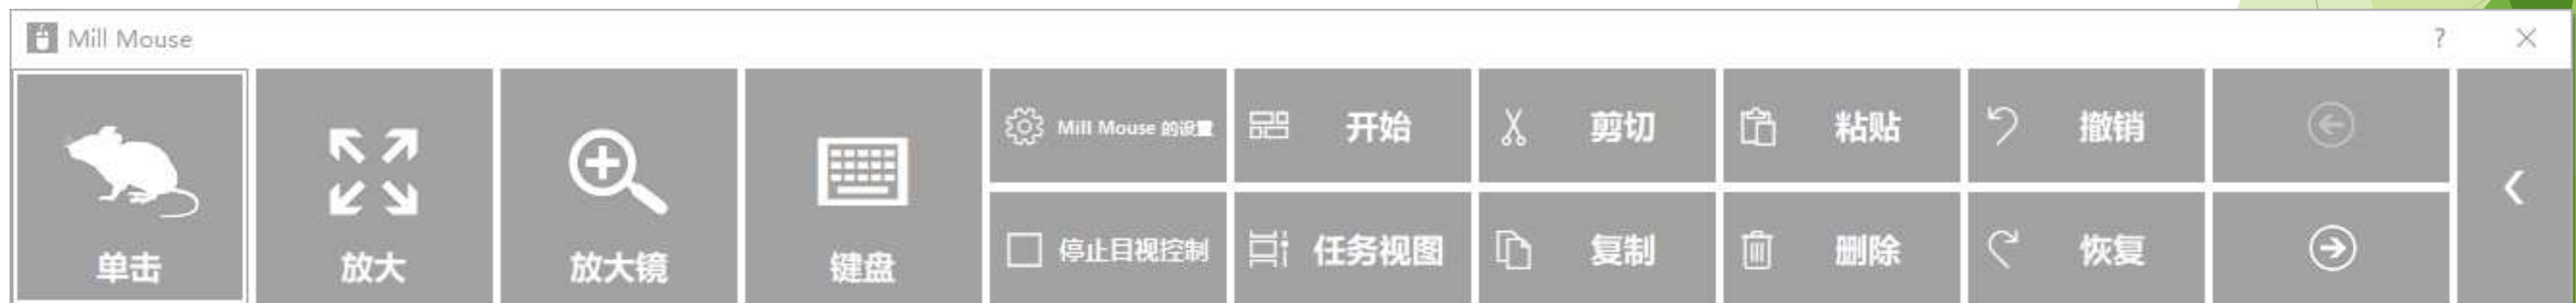 Mill Mouse
?
单击
放大
放大镜
键盘
Mill Mouse 的设置
开始
剪切
粘贴
撤销
停止目视控制
任务视图
复制
删除
恢复